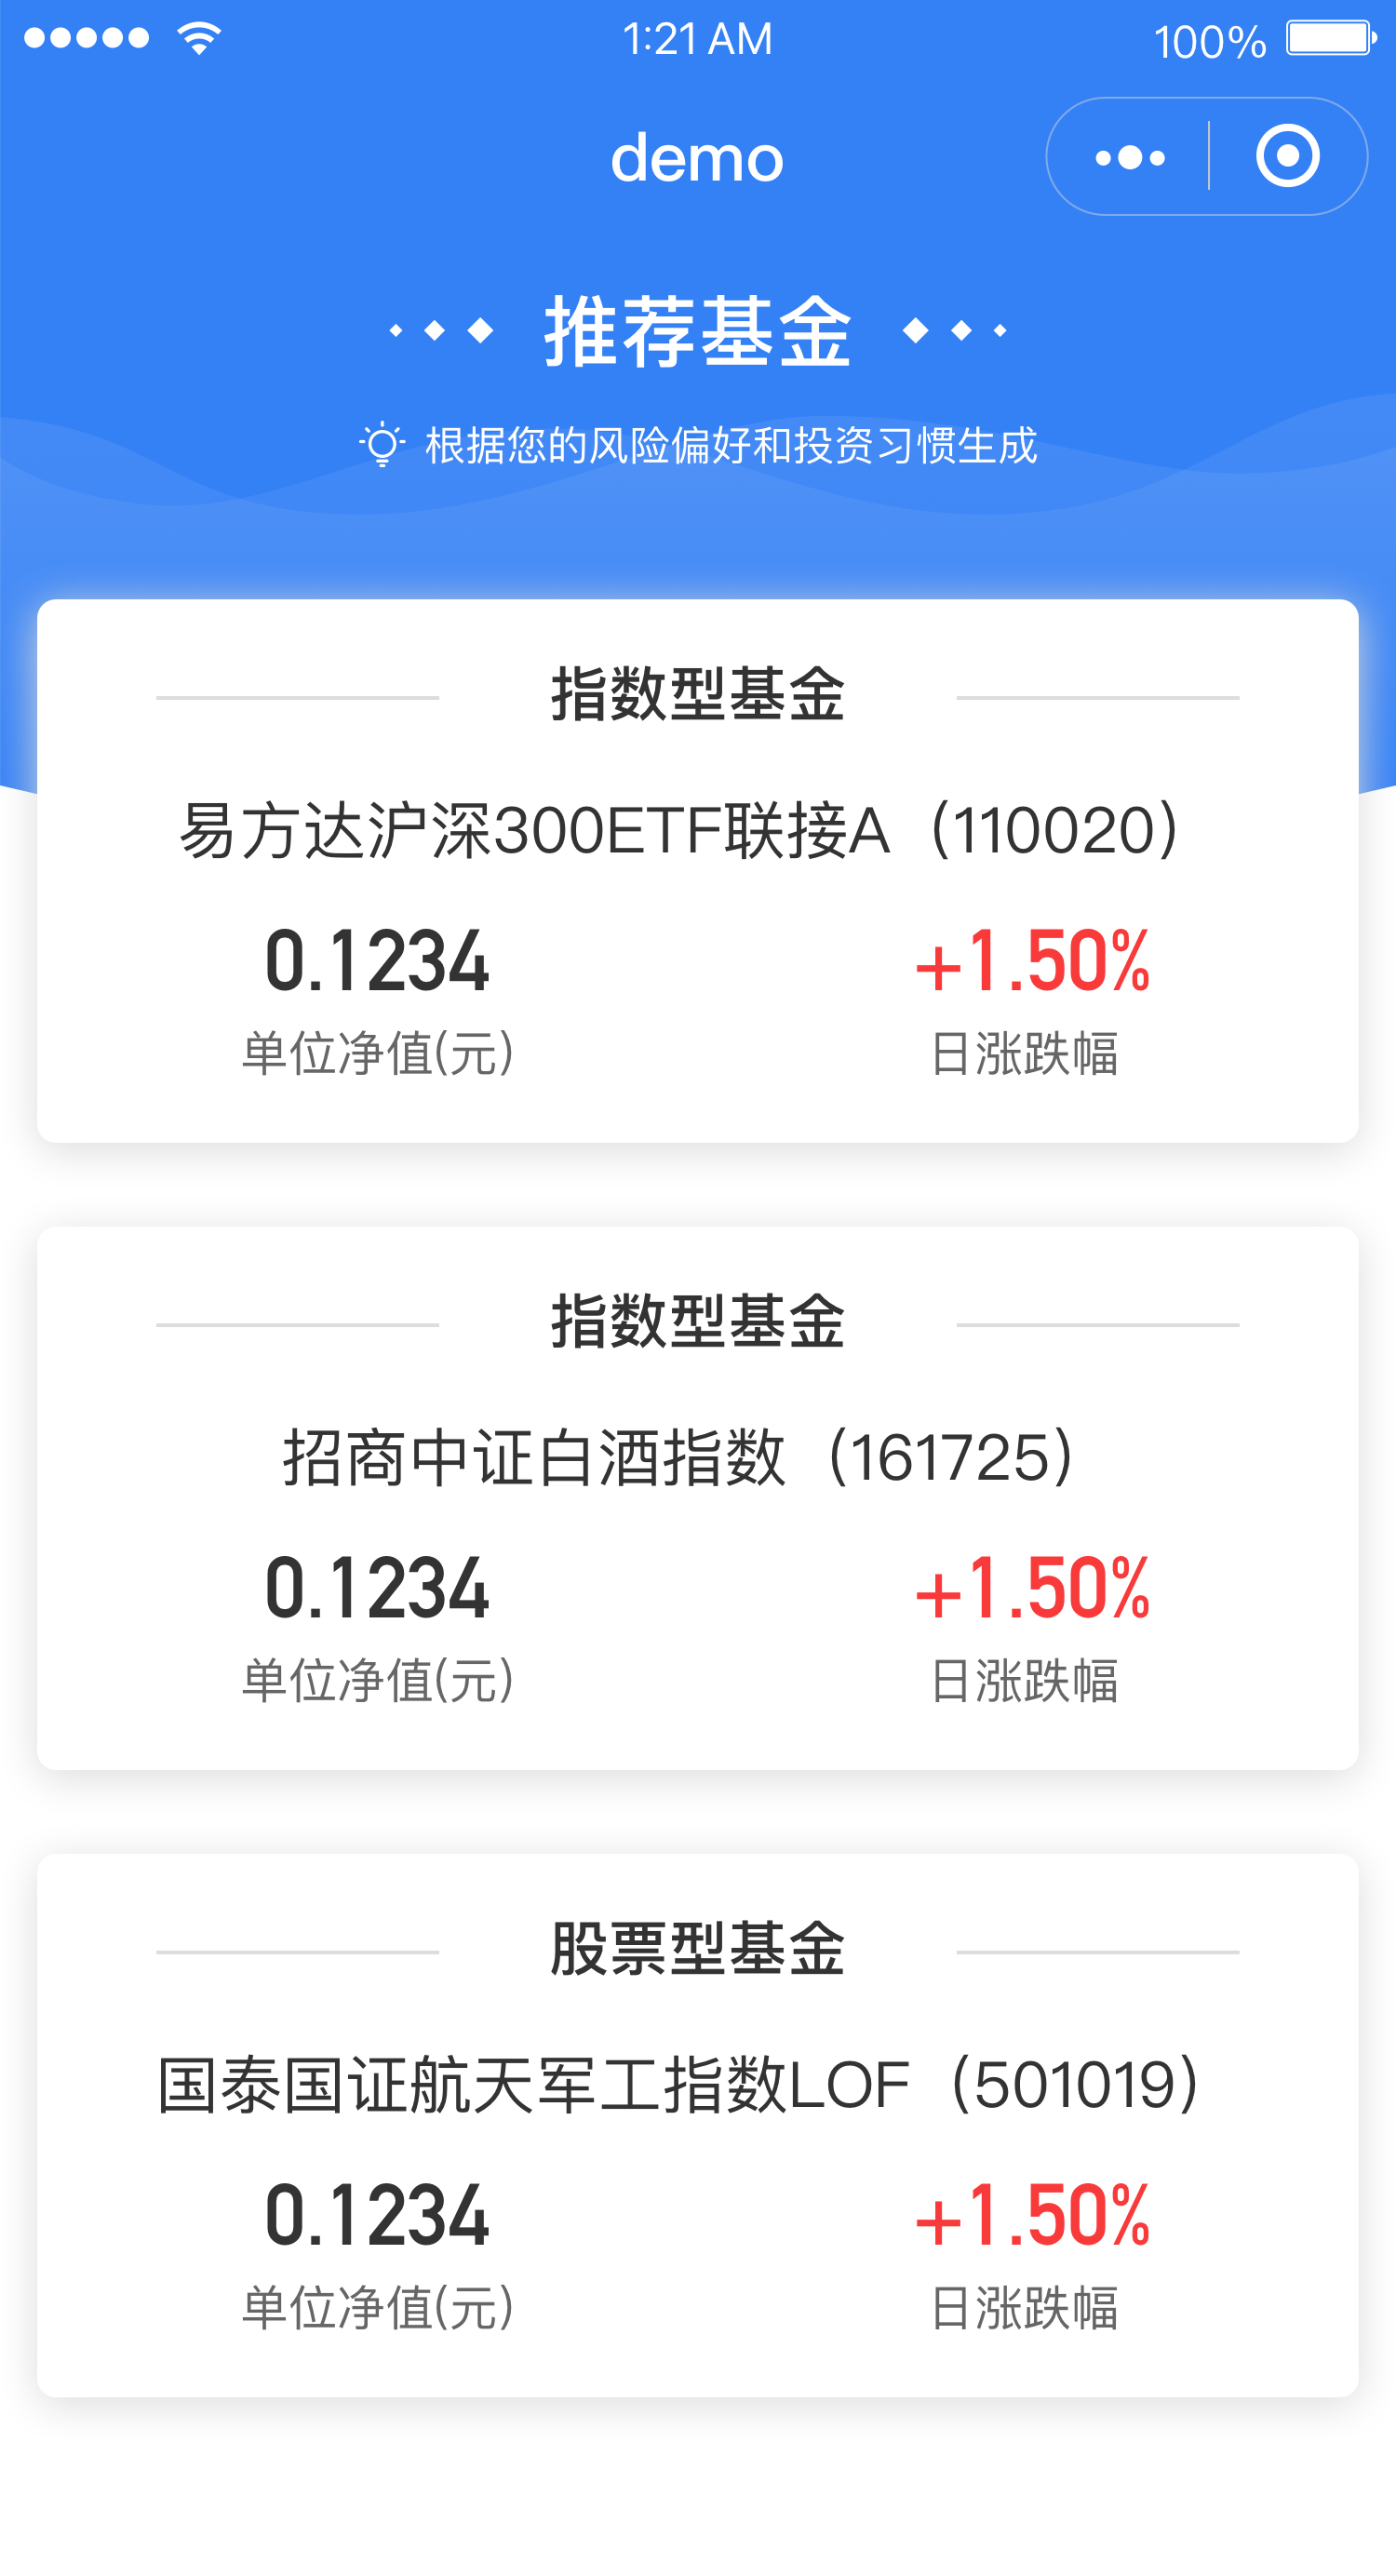 1:21 AM
100%
demo
推荐基金
根据您的风险偏好和投资习惯生成
指数型基金
易方达沪深300ETF联接A（110020）
0.1234
+1.50%
单位净值(元)
日涨跌幅
指数型基金
招商中证白酒指数（161725）
0.1234
+1.50%
单位净值(元)
日涨跌幅
股票型基金
国泰国证航天军工指数LOF（501019）
0.1234
+1.50%
单位净值(元)
日涨跌幅